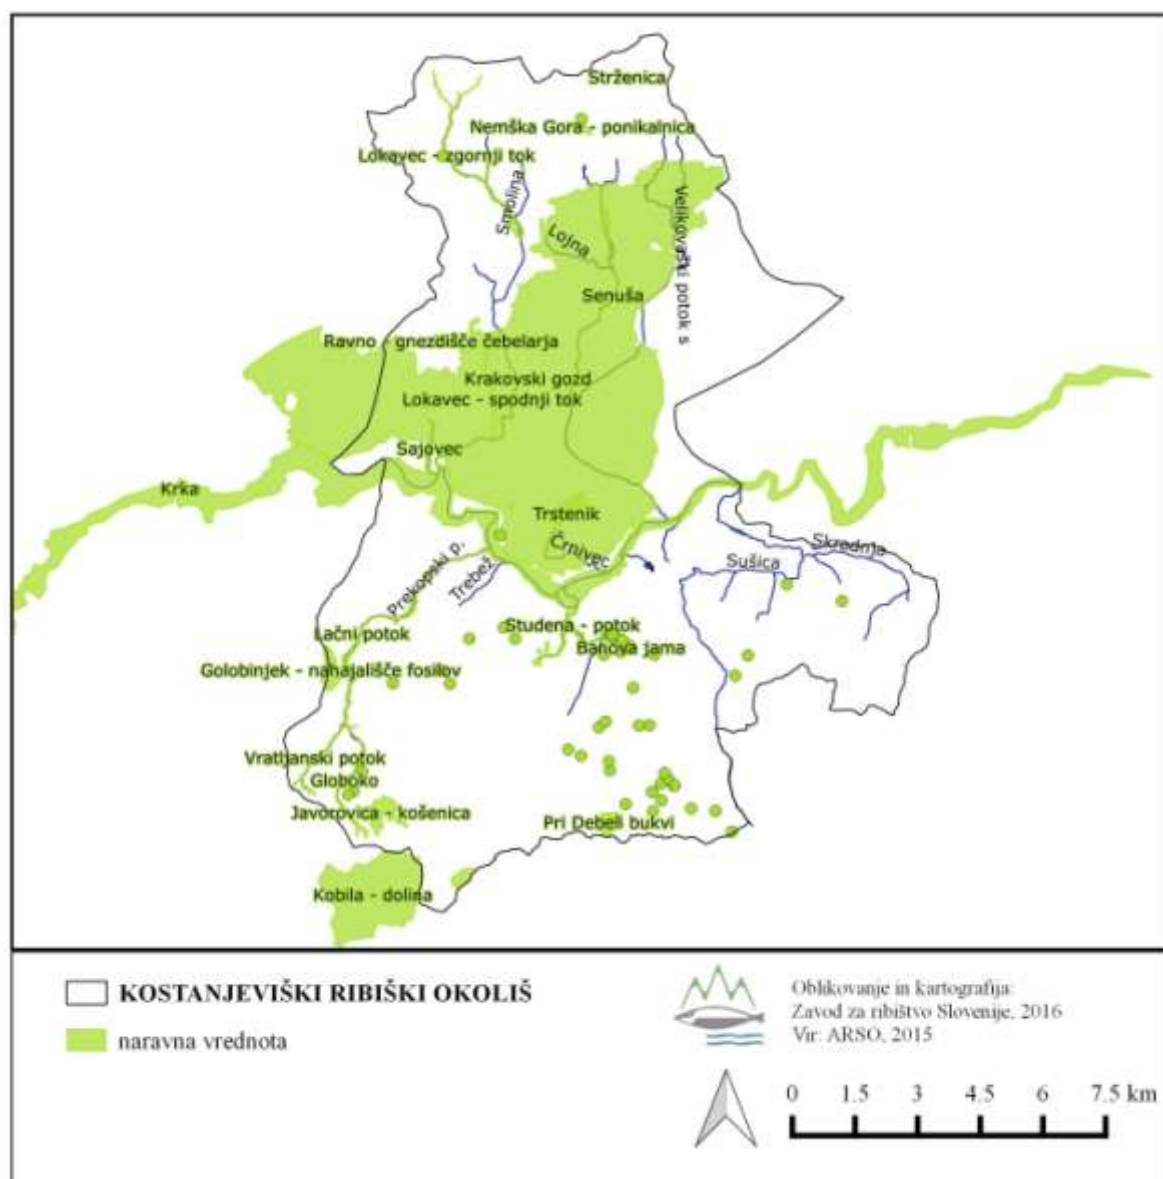 Strženica
Nemška Gora - ponikalnica
Lokavec - zgornji tok
Smolina
Velikovaški potok s
Lojna
Senuša
Ravno - gnezdišče čebelarja
Krakovski gozd
Lokavec - spodnji tok
Sajovec
Krka
Trstenik
Črnivec
Skrednja
Sušica
Prekopski p.
Trebež
Studena - potok
Lačni potok
Banova jama
Golobinjek - nahajališče fosilov
Vratljanski potok
Globoko
Javorovica - košenica
Pri Debeli bukvi
Kobila - dolina
KOSTANJEVIŠKI RIBIŠKI OKOLIŠ
naravna vrednota
Oblikovanje in kartografija:
Zavod za ribištvo Slovenije, 2016
Vir: ARSO, 2015
0 1.5 3 4.5 6 7.5 km